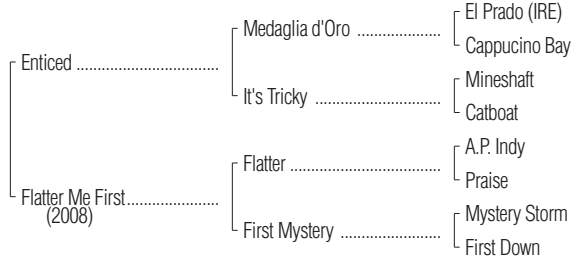 El Prado (IRE)
Medaglia d'Oro ....................
Cappucino Bay
Enticed ..................................
Mineshaft
It's Tricky ...........................
Catboat
A.P. Indy
Flatter .................................
Praise
Flatter Me First......................
(2008)
Mystery Storm
First Mystery ........................
First Down